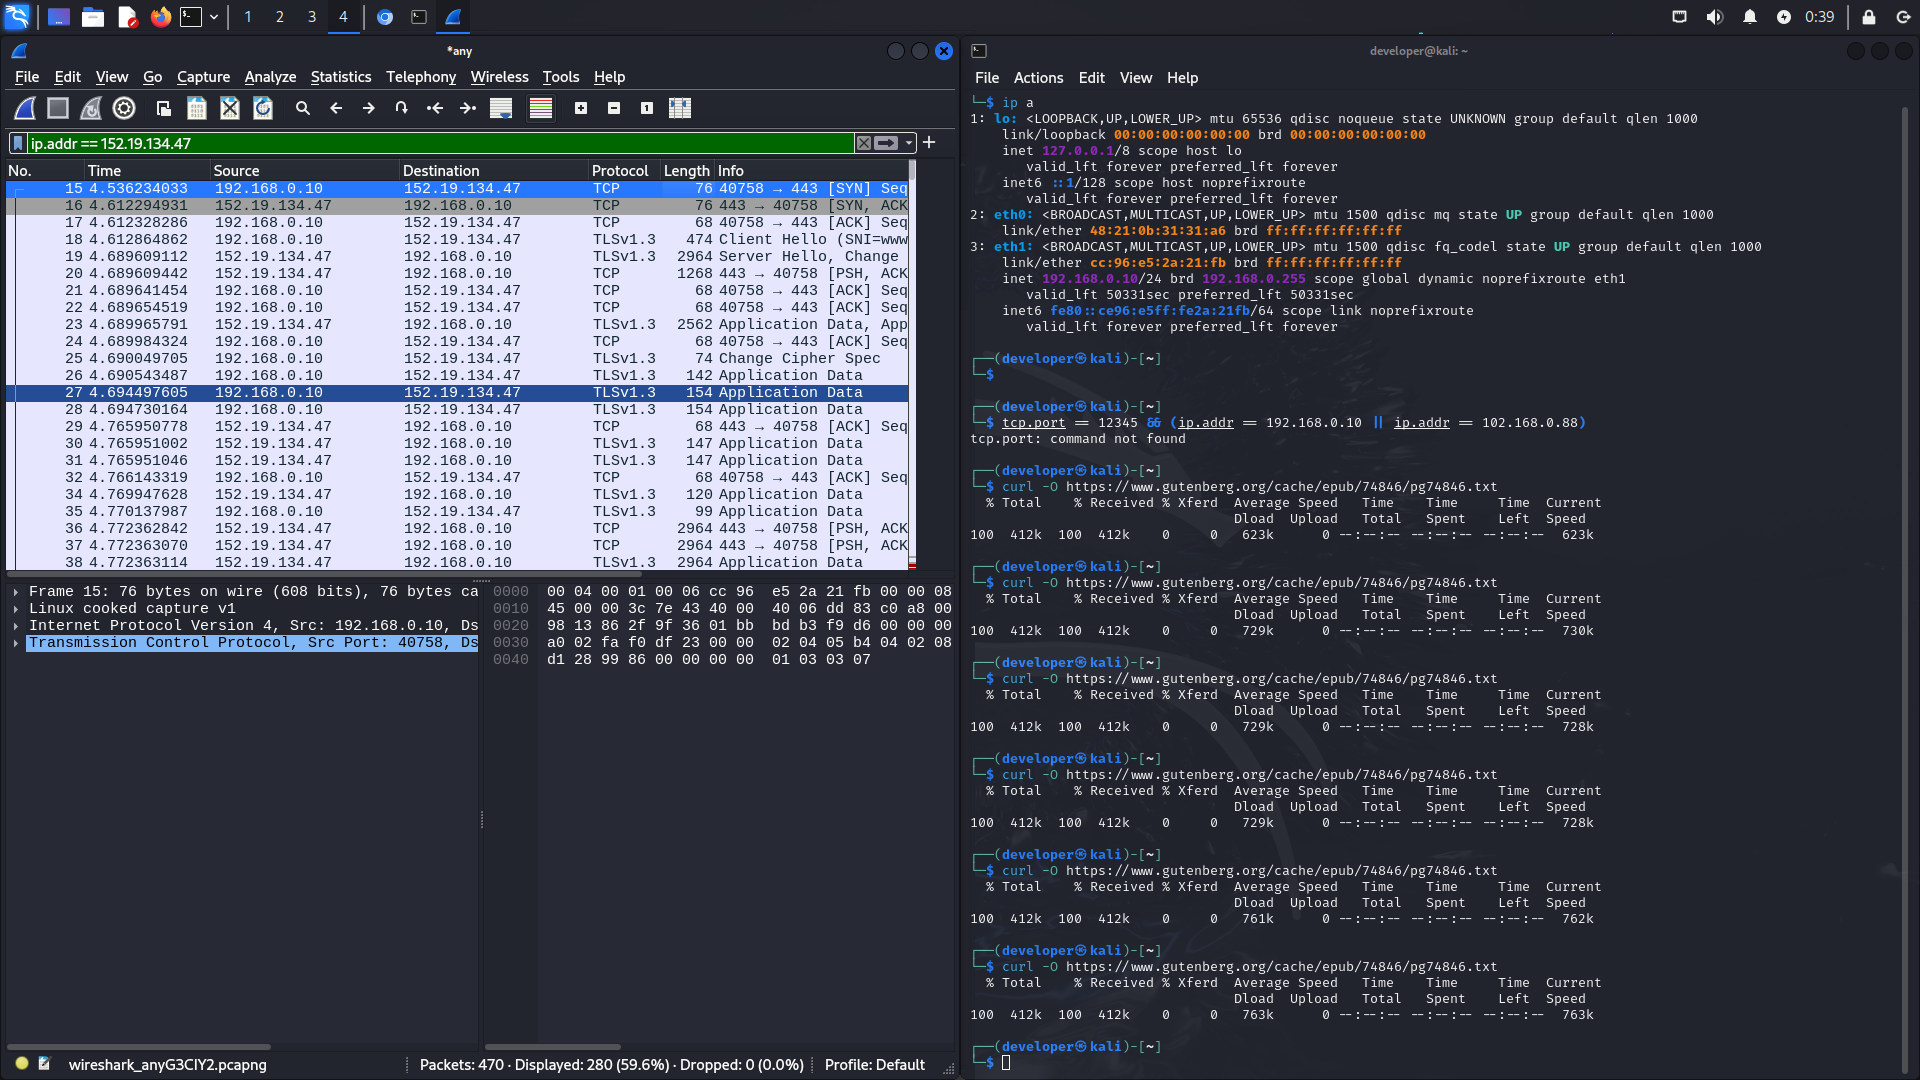 1 2 3 4 0:39
*any
File Edit View Go Capture Analyze Statistics Telephony Wireless Tools Help
ip.addr == 152.19.134.47
No. Time Source Destination Protocol Length Info
15 4.536234033 192.168.0.10 152.19.134.47 TCP 76 40758 → 443 [SYN] Seq
16 4.612294931 152.19.134.47 192.168.0.10 TCP 76 443 → 40758 [SYN, ACK
17 4.612328286 192.168.0.10 152.19.134.47 TCP 68 40758 → 443 [ACK] Seq
18 4.612864862 192.168.0.10 152.19.134.47 TLSv1.3 474 Client Hello (SNI=www
19 4.689609112 152.19.134.47 192.168.0.10 TLSv1.3 2964 Server Hello, Change
20 4.689609442 152.19.134.47 192.168.0.10 TCP 1268 443 → 40758 [PSH, ACK
21 4.689641454 192.168.0.10 152.19.134.47 TCP 68 40758 → 443 [ACK] Seq
22 4.689654519 192.168.0.10 152.19.134.47 TCP 68 40758 → 443 [ACK] Seq
23 4.689965791 152.19.134.47 192.168.0.10 TLSv1.3 2562 Application Data, App
24 4.689984324 192.168.0.10 152.19.134.47 TCP 68 40758 → 443 [ACK] Seq
25 4.690049705 192.168.0.10 152.19.134.47 TLSv1.3 74 Change Cipher Spec
26 4.690543487 192.168.0.10 152.19.134.47 TLSv1.3 142 Application Data
27 4.694497605 192.168.0.10 152.19.134.47 TLSv1.3 154 Application Data
28 4.694730164 192.168.0.10 152.19.134.47 TLSv1.3 154 Application Data
29 4.765950778 152.19.134.47 192.168.0.10 TCP 68 443 → 40758 [ACK] Seq
30 4.765951002 152.19.134.47 192.168.0.10 TLSv1.3 147 Application Data
31 4.765951046 152.19.134.47 192.168.0.10 TLSv1.3 147 Application Data
32 4.766143319 192.168.0.10 152.19.134.47 TCP 68 40758 → 443 [ACK] Seq
34 4.769947628 152.19.134.47 192.168.0.10 TLSv1.3 120 Application Data
35 4.770137987 192.168.0.10 152.19.134.47 TLSv1.3 99 Application Data
36 4.772362842 152.19.134.47 192.168.0.10 TCP 2964 443 → 40758 [PSH, ACK
37 4.772363070 152.19.134.47 192.168.0.10 TCP 2964 443 → 40758 [PSH, ACK
38 4.772363114 152.19.134.47 192.168.0.10 TLSv1.3 2964 Application Data
Frame 15: 76 bytes on wire (608 bits), 76 bytes ca
Linux cooked capture v1
Internet Protocol Version 4, Src: 192.168.0.10, Ds
Transmission Control Protocol, Src Port: 40758, Ds
0000 00 04 00 01 00 06 cc 96 e5 2a 21 fb 00 00 08
0010 45 00 00 3c 7e 43 40 00 40 06 dd 83 c0 a8 00
0020 98 13 86 2f 9f 36 01 bb bd b3 f9 d6 00 00 00
0030 a0 02 fa f0 df 23 00 00 02 04 05 b4 04 02 08
0040 d1 28 99 86 00 00 00 00 01 03 03 07
wireshark_anyG3CIY2.pcapng Packets: 470 · Displayed: 280 (59.6%) · Dropped: 0 (0.0%) Profile: Default
developer@kali: ~
File Actions Edit View Help
└─$ ip a
1: lo: <LOOPBACK,UP,LOWER_UP> mtu 65536 qdisc noqueue state UNKNOWN group default qlen 1000
link/loopback 00:00:00:00:00:00 brd 00:00:00:00:00:00
inet 127.0.0.1/8 scope host lo
valid_lft forever preferred_lft forever
inet6 ::1/128 scope host noprefixroute
valid_lft forever preferred_lft forever
2: eth0: <BROADCAST,MULTICAST,UP,LOWER_UP> mtu 1500 qdisc mq state UP group default qlen 1000
link/ether 48:21:0b:31:31:a6 brd ff:ff:ff:ff:ff:ff
3: eth1: <BROADCAST,MULTICAST,UP,LOWER_UP> mtu 1500 qdisc fq_codel state UP group default qlen 1000
link/ether cc:96:e5:2a:21:fb brd ff:ff:ff:ff:ff:ff
inet 192.168.0.10/24 brd 192.168.0.255 scope global dynamic noprefixroute eth1
valid_lft 50331sec preferred_lft 50331sec
inet6 fe80::ce96:e5ff:fe2a:21fb/64 scope link noprefixroute
valid_lft forever preferred_lft forever
┌──(developer㉿kali)-[~]
└─$
┌──(developer㉿kali)-[~]
└─$ tcp.port == 12345 && (ip.addr == 192.168.0.10 || ip.addr == 102.168.0.88)
tcp.port: command not found
┌──(developer㉿kali)-[~]
└─$ curl -O https://www.gutenberg.org/cache/epub/74846/pg74846.txt
% Total % Received % Xferd Average Speed Time Time Time Current
Dload Upload Total Spent Left Speed
100 412k 100 412k 0 0 623k 0 --:--:-- --:--:-- --:--:-- 623k
┌──(developer㉿kali)-[~]
└─$ curl -O https://www.gutenberg.org/cache/epub/74846/pg74846.txt
% Total % Received % Xferd Average Speed Time Time Time Current
Dload Upload Total Spent Left Speed
100 412k 100 412k 0 0 729k 0 --:--:-- --:--:-- --:--:-- 730k
┌──(developer㉿kali)-[~]
└─$ curl -O https://www.gutenberg.org/cache/epub/74846/pg74846.txt
% Total % Received % Xferd Average Speed Time Time Time Current
Dload Upload Total Spent Left Speed
100 412k 100 412k 0 0 729k 0 --:--:-- --:--:-- --:--:-- 728k
┌──(developer㉿kali)-[~]
└─$ curl -O https://www.gutenberg.org/cache/epub/74846/pg74846.txt
% Total % Received % Xferd Average Speed Time Time Time Current
Dload Upload Total Spent Left Speed
100 412k 100 412k 0 0 729k 0 --:--:-- --:--:-- --:--:-- 728k
┌──(developer㉿kali)-[~]
└─$ curl -O https://www.gutenberg.org/cache/epub/74846/pg74846.txt
% Total % Received % Xferd Average Speed Time Time Time Current
Dload Upload Total Spent Left Speed
100 412k 100 412k 0 0 761k 0 --:--:-- --:--:-- --:--:-- 762k
┌──(developer㉿kali)-[~]
└─$ curl -O https://www.gutenberg.org/cache/epub/74846/pg74846.txt
% Total % Received % Xferd Average Speed Time Time Time Current
Dload Upload Total Spent Left Speed
100 412k 100 412k 0 0 763k 0 --:--:-- --:--:-- --:--:-- 763k
┌──(developer㉿kali)-[~]
└─$